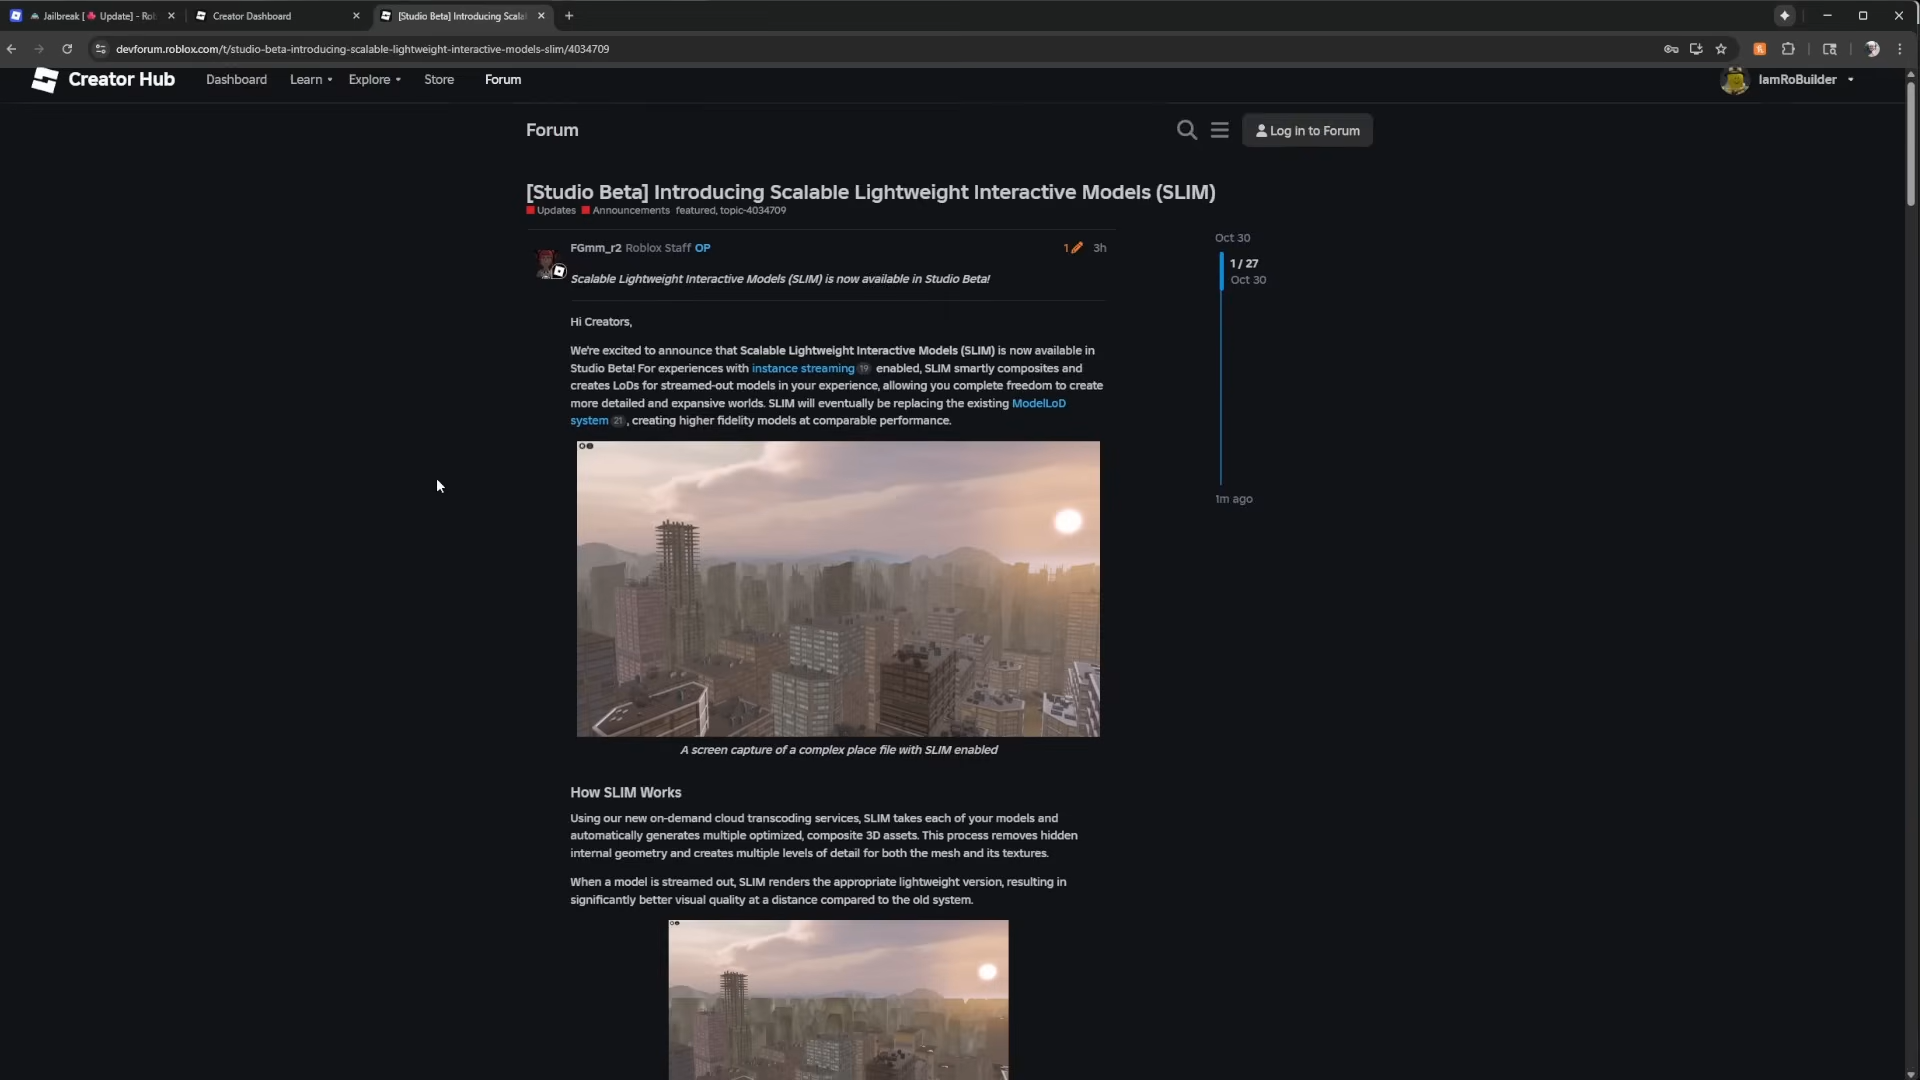 Jailbreak [🍁 Update] - Rob
Creator Dashboard
[Studio Beta] Introducing Scala
devforum.roblox.com/t/studio-beta-introducing-scalable-lightweight-interactive-models-slim/4034709
Creator Hub
Dashboard
Learn
Explore
Store
Forum
IamRoBuilder
Forum
Log in to Forum
[Studio Beta] Introducing Scalable Lightweight Interactive Models (SLIM)
Updates Announcements featured, topic-4034709
FGmm_r2 Roblox Staff OP
1
3h
Scalable Lightweight Interactive Models (SLIM) is now available in Studio Beta!
Hi Creators,
We're excited to announce that Scalable Lightweight Interactive Models (SLIM) is now available in
Studio Beta! For experiences with instance streaming 19 enabled, SLIM smartly composites and
creates LoDs for streamed-out models in your experience, allowing you complete freedom to create
more detailed and expansive worlds. SLIM will eventually be replacing the existing ModelLoD
system 21 , creating higher fidelity models at comparable performance.
A screen capture of a complex place file with SLIM enabled
How SLIM Works
Using our new on-demand cloud transcoding services, SLIM takes each of your models and
automatically generates multiple optimized, composite 3D assets. This process removes hidden
internal geometry and creates multiple levels of detail for both the mesh and its textures.
When a model is streamed out, SLIM renders the appropriate lightweight version, resulting in
significantly better visual quality at a distance compared to the old system.
Oct 30
1 / 27
Oct 30
1m ago